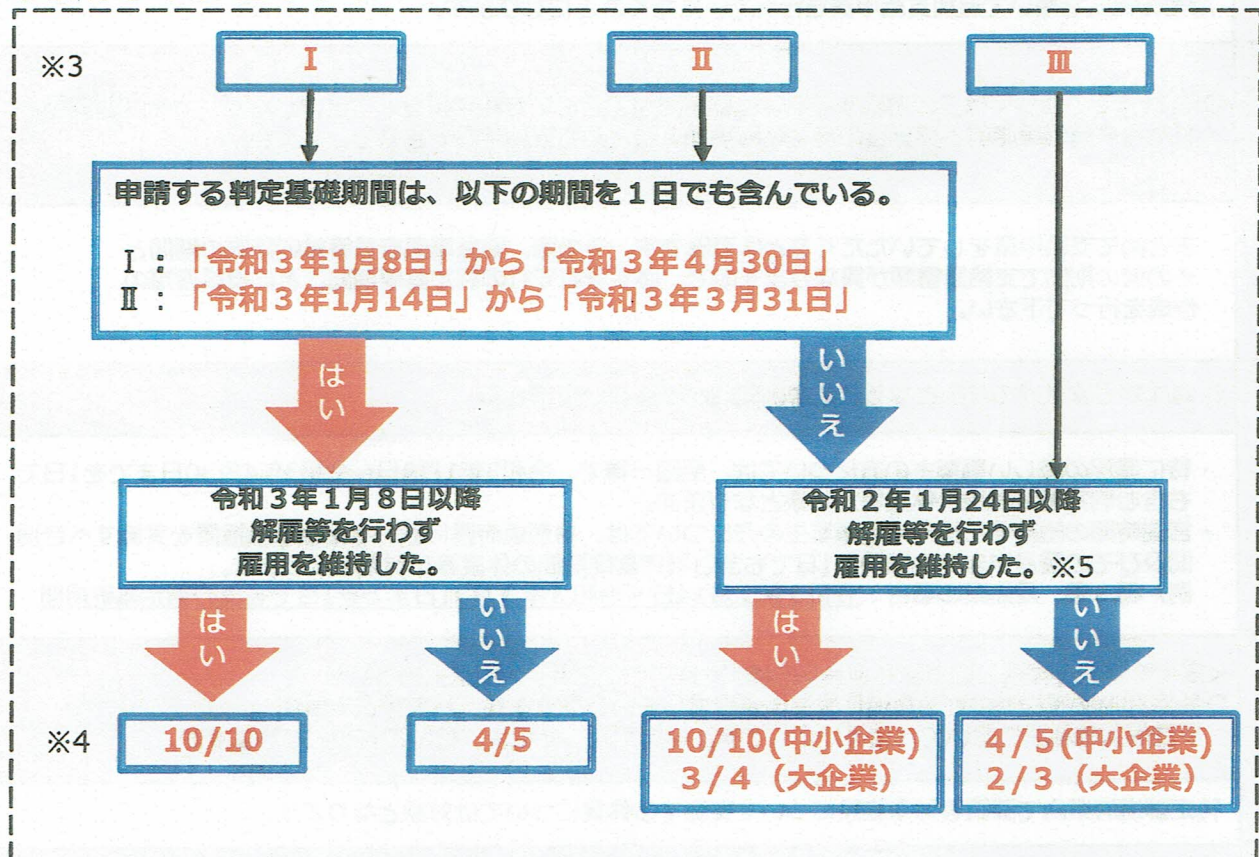 ※3
Ⅰ
Ⅱ
Ⅲ
申請する判定基礎期間は、以下の期間を1日でも含んでいる。
Ⅰ:「令和3年1月8日」から「令和3年4月30日」
Ⅱ:「令和3年1月14日」から「令和3年3月31日」
はい
いいえ
令和3年1月8日以降
解雇等を行わず
雇用を維持した。
令和2年1月24日以降
解雇等を行わず
雇用を維持した。※5
はい
いいえ
はい
いいえ
※4
10/10
4/5
10/10(中小企業)
3/4(大企業)
4/5(中小企業)
2/3(大企業)